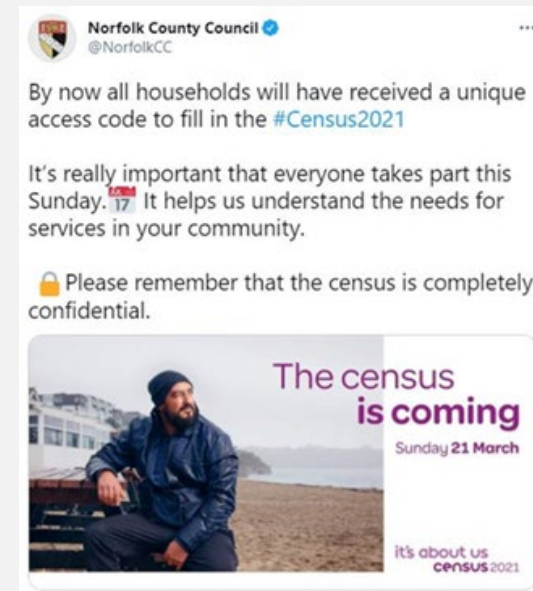 Norfolk County Council
@NorfolkCC
By now all households will have received a unique
access code to fill in the #Census2021
It's really important that everyone takes part this
Sunday. 📅 It helps us understand the needs for
services in your community.
🔒 Please remember that the census is completely
confidential.
The census
is coming
Sunday 21 March
it's about us
census 2021